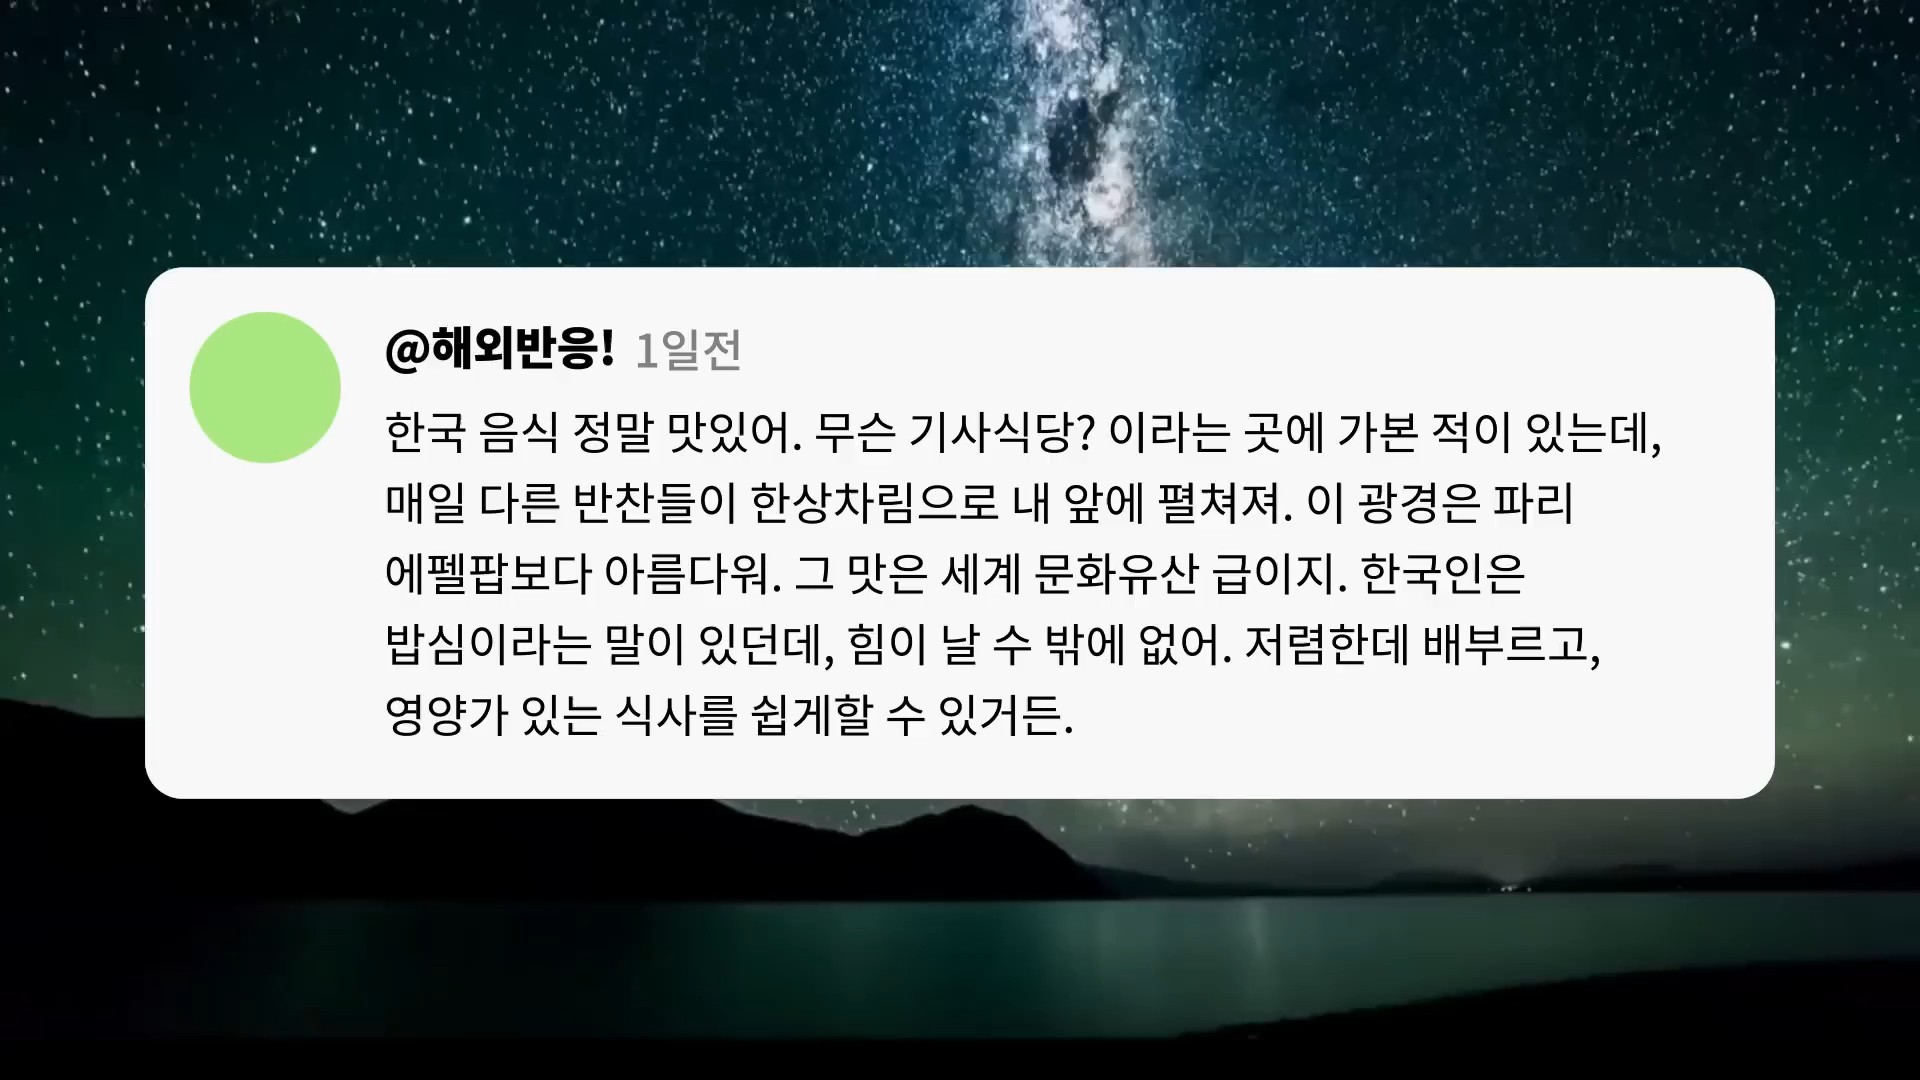 @해외반응! 1일전
한국 음식 정말 맛있어. 무슨 기사식당? 이라는 곳에 가본 적이 있는데,
매일 다른 반찬들이 한상차림으로 내 앞에 펼쳐져. 이 광경은 파리
에펠팝보다 아름다워. 그 맛은 세계 문화유산 급이지. 한국인은
밥심이라는 말이 있던데, 힘이 날 수 밖에 없어. 저렴한데 배부르고,
영양가 있는 식사를 쉽게할 수 있거든.